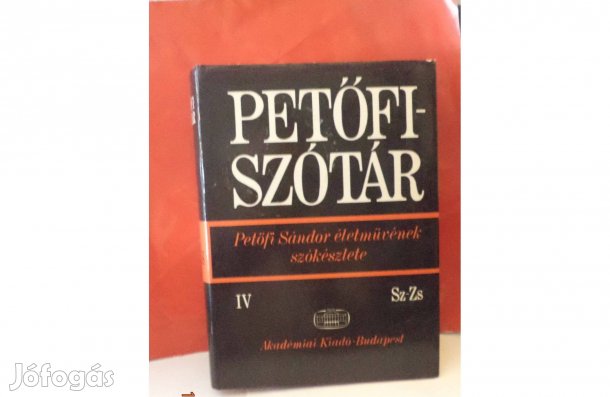 PETŐFI-
SZÓTÁR
Petőfi Sándor életművének
szókészlete
IV Sz-Zs
Akadémiai Kiadó·Budapest
Jófogás